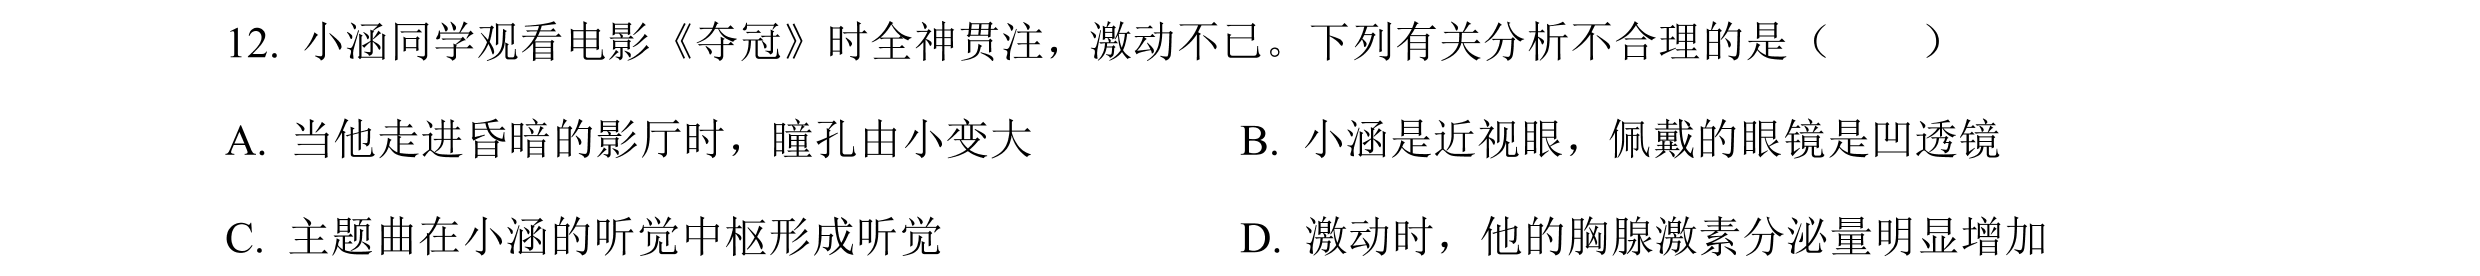 12. 小涵同学观看电影《夺冠》时全神贯注，激动不已。下列有关分析不合理的是（　　）
A. 当他走进昏暗的影厅时，瞳孔由小变大　　B. 小涵是近视眼，佩戴的眼镜是凹透镜
C. 主题曲在小涵的听觉中枢形成听觉　　D. 激动时，他的胸腺激素分泌量明显增加